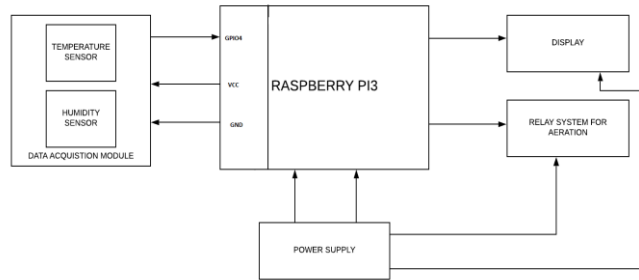 TEMPERATURE
SENSOR
HUMIDITY
SENSOR
DATA ACQUISTION MODULE
GPIO4
VCC
GND
RASPBERRY PI3
DISPLAY
RELAY SYSTEM FOR
AERATION
POWER SUPPLY